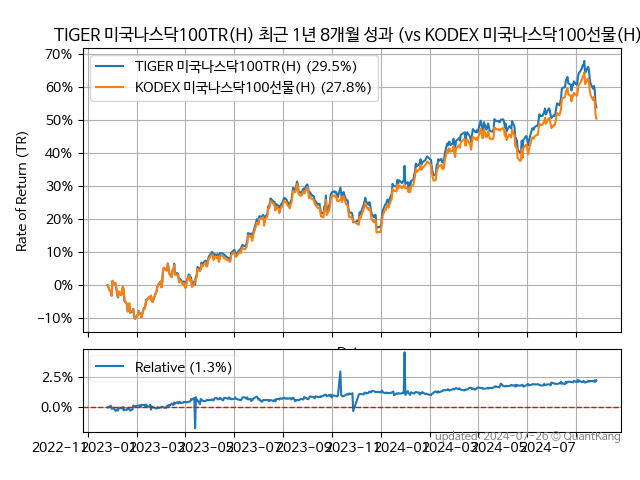 TIGER 미국나스닥100TR(H) 최근 1년 8개월 성과 (vs KODEX 미국나스닥100선물(H)
70%
60%
50%
40%
30%
20%
10%
0%
−10%
Rate of Return (TR)
TIGER 미국나스닥100TR(H) (29.5%)
KODEX 미국나스닥100선물(H) (27.8%)
2.5%
0.0%
Relative (1.3%)
updated: 2024-07-26 © QuantKang
2022-11 2023-01 2023-03 2023-05 2023-07 2023-09 2023-11 2024-01 2024-03 2024-05 2024-07